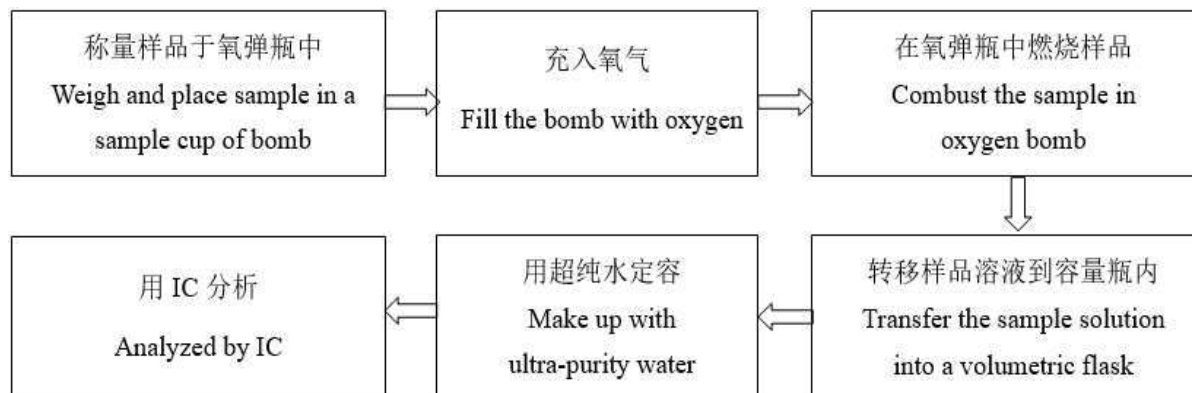 称量样品于氧弹瓶中
Weigh and place sample in a
sample cup of bomb
充入氧气
Fill the bomb with oxygen
在氧弹瓶中燃烧样品
Combust the sample in
oxygen bomb
转移样品溶液到容量瓶内
Transfer the sample solution
into a volumetric flask
用超纯水定容
Make up with
ultra-purity water
用 IC 分析
Analyzed by IC